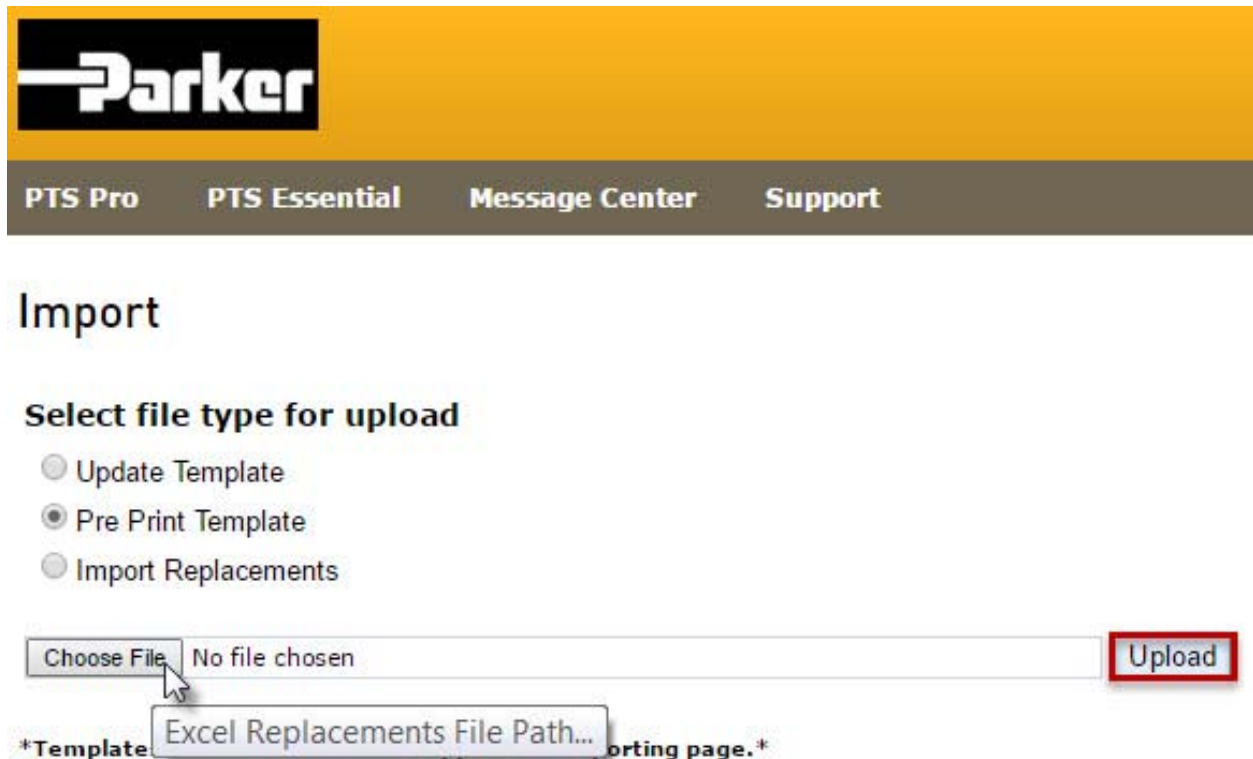 Parker
PTS Pro PTS Essential Message Center Support
Import
Select file type for upload
Update Template
Pre Print Template
Import Replacements
Choose File No file chosen Upload
Excel Replacements File Path...
*Template orting page.*